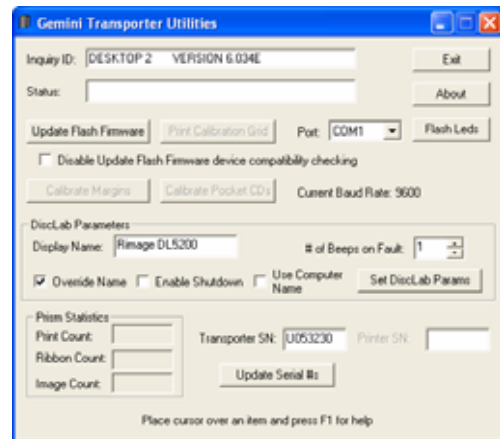 Gemini Transporter Utilities
Inquiry ID: DESKTOP 2 VERSION 6.034E Exit
Status: About
Update Flash Firmware Print Calibration Grid Port: COM1 Flash Leds
Disable Update Flash Firmware device compatibility checking
Calibrate Margins Calibrate Pocket CDs Current Baud Rate: 9600
DiscLab Parameters
Display Name: Rimage DL5200 # of Beeps on Fault: 1
Override Name Enable Shutdown Use Computer Name Set DiscLab Params
Prism Statistics
Print Count: Transporter SN: U053230 Printer SN:
Ribbon Count:
Image Count: Update Serial #s
Place cursor over an item and press F1 for help